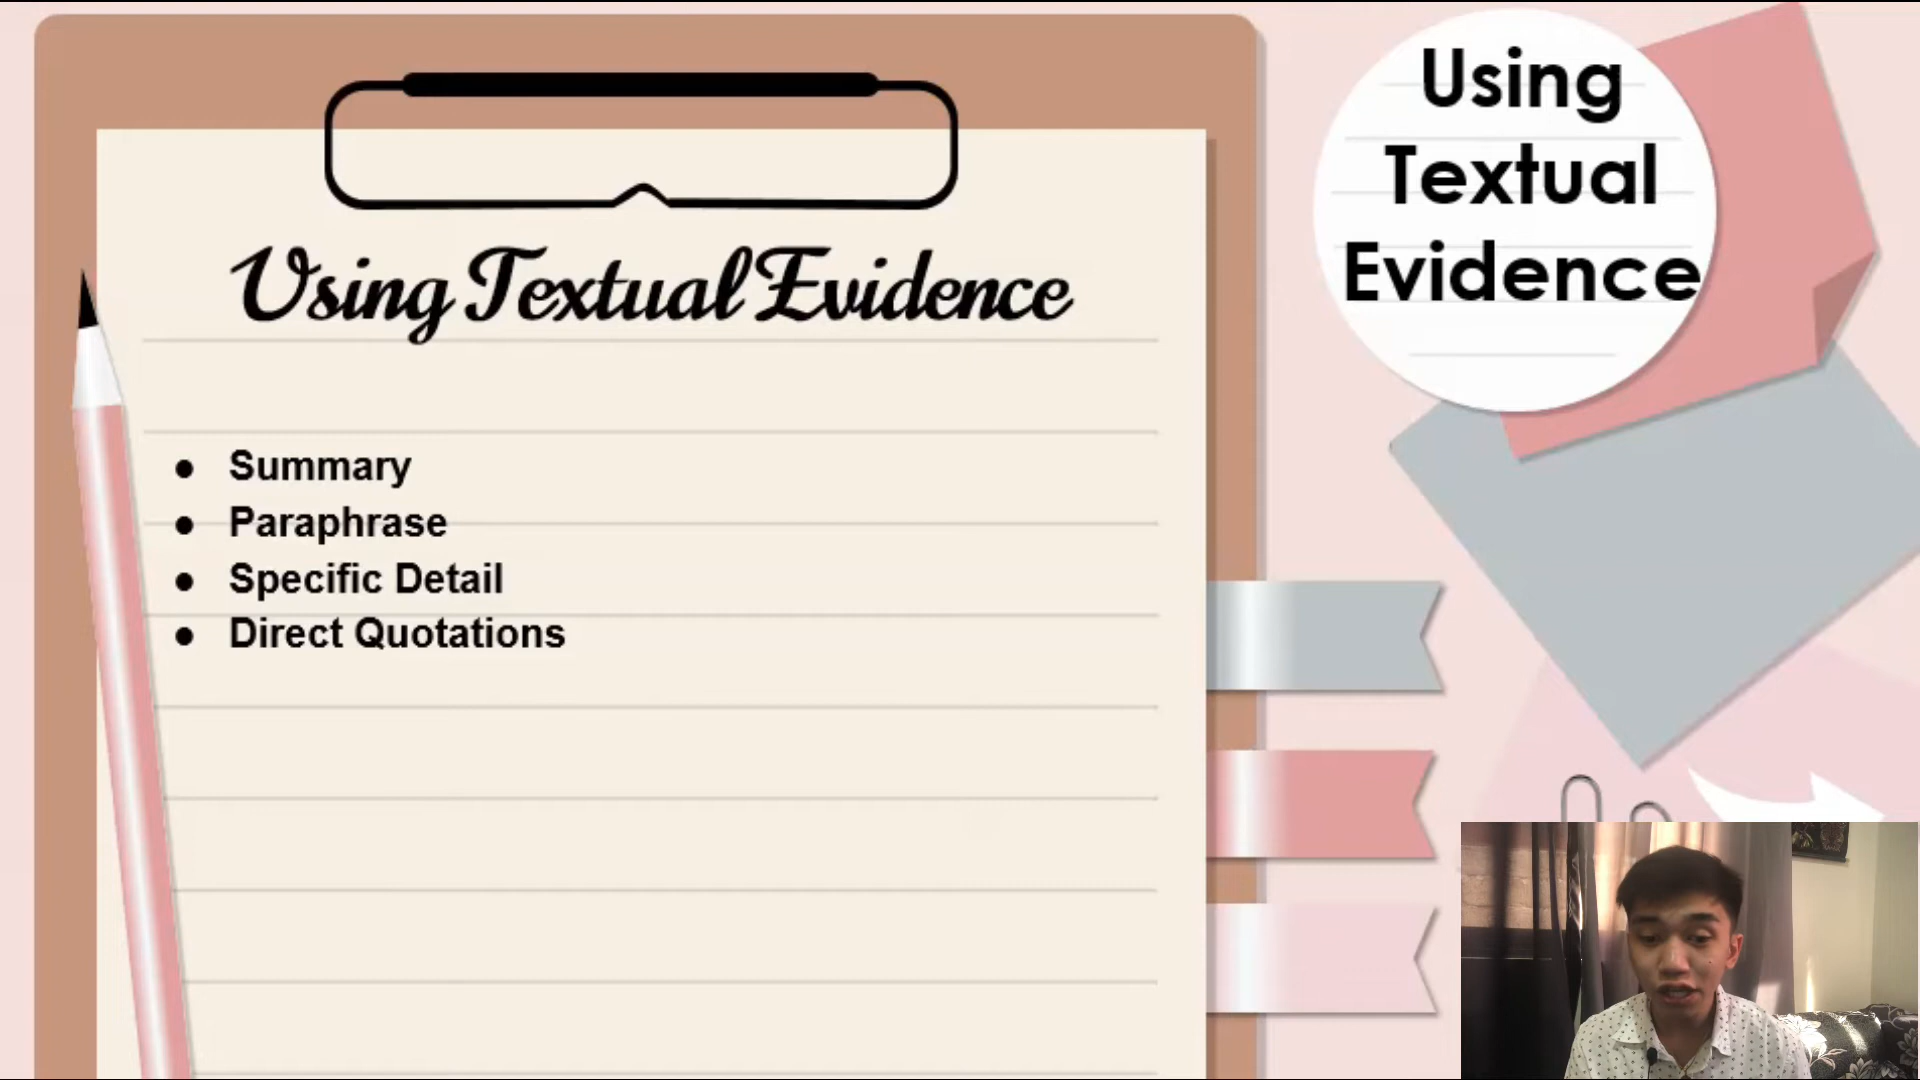 Using Textual Evidence
Summary
Paraphrase
Specific Detail
Direct Quotations
Using
Textual
Evidence